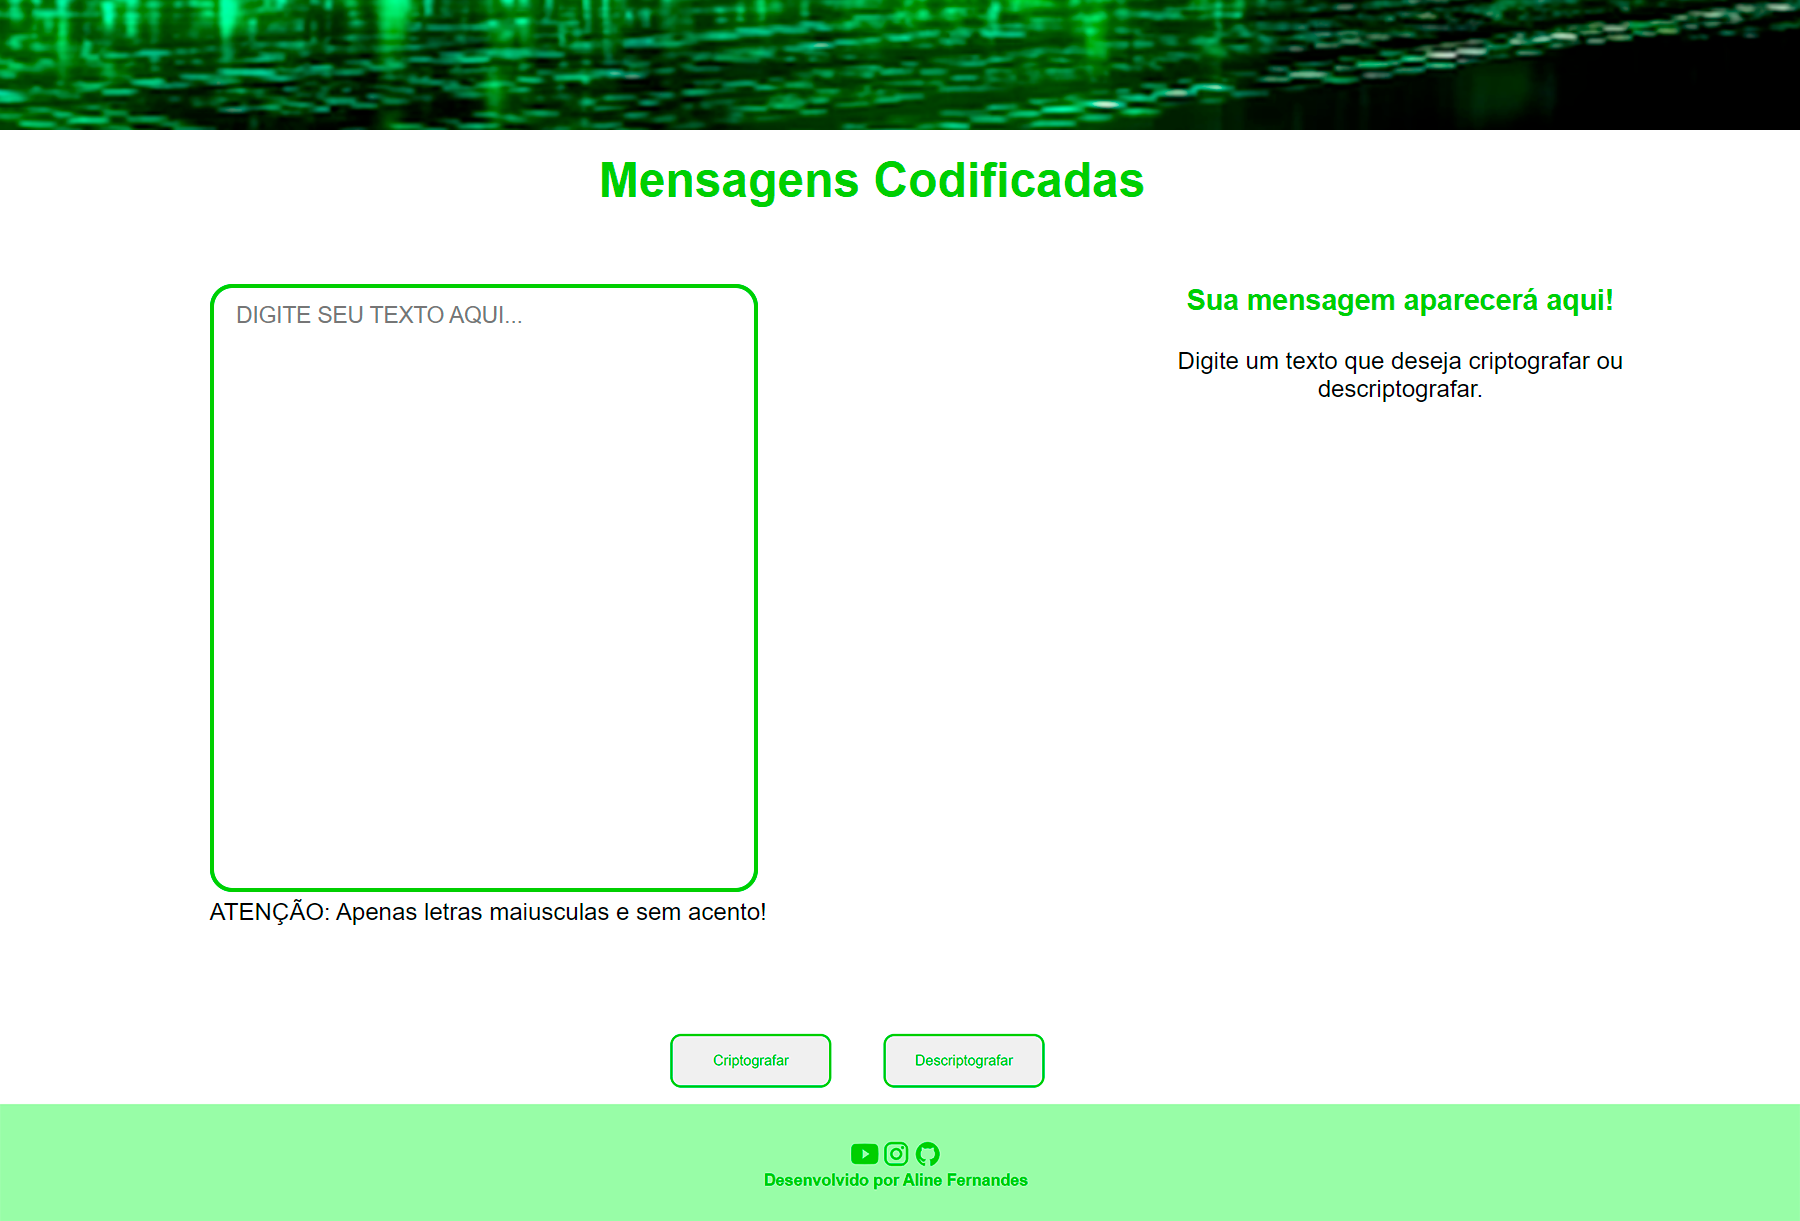 Mensagens Codificadas
DIGITE SEU TEXTO AQUI...
ATENÇÃO: Apenas letras maiusculas e sem acento!
Sua mensagem aparecerá aqui!
Digite um texto que deseja criptografar ou
descriptografar.
Criptografar
Descriptografar
Desenvolvido por Aline Fernandes